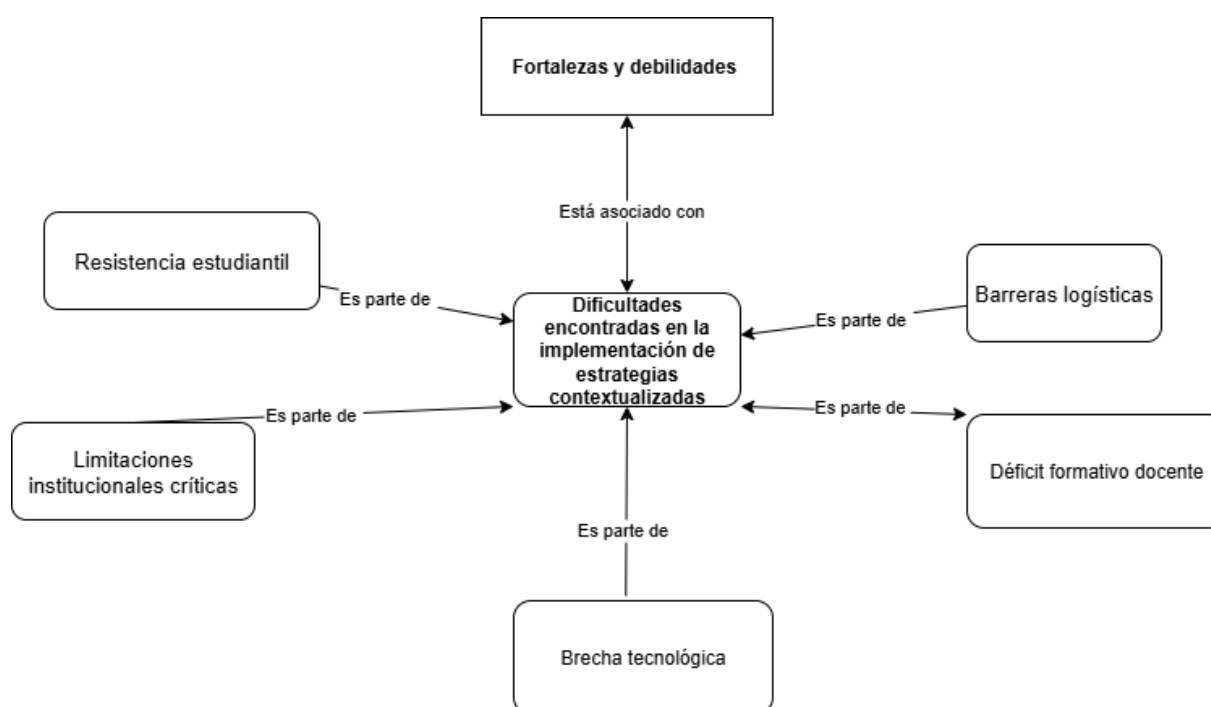 Fortalezas y debilidades
Está asociado con
Resistencia estudiantil
Es parte de
Dificultades
encontradas en la
implementación de
estrategias
contextualizadas
Es parte de
Barreras logísticas
Limitaciones
institucionales críticas
Es parte de
Es parte de
Déficit formativo docente
Es parte de
Brecha tecnológica